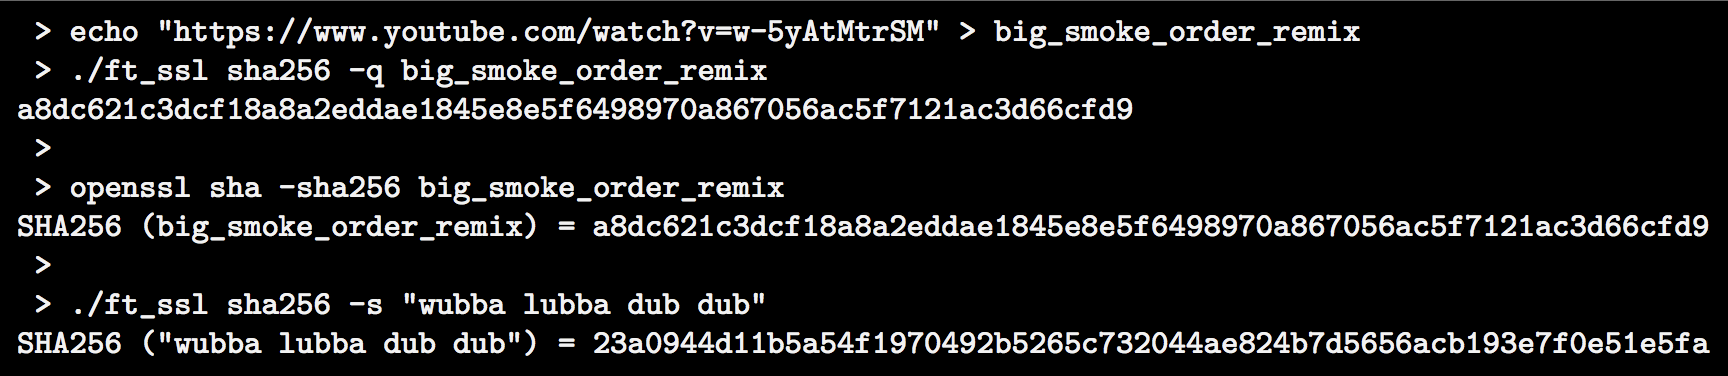 > echo "https://www.youtube.com/watch?v=w-5yAtMtrSM" > big_smoke_order_remix
> ./ft_ssl sha256 -q big_smoke_order_remix
a8dc621c3dcf18a8a2eddae1845e8e5f6498970a867056ac5f7121ac3d66cfd9
>
> openssl sha -sha256 big_smoke_order_remix
SHA256 (big_smoke_order_remix) = a8dc621c3dcf18a8a2eddae1845e8e5f6498970a867056ac5f7121ac3d66cfd9
>
> ./ft_ssl sha256 -s "wubba lubba dub dub"
SHA256 ("wubba lubba dub dub") = 23a0944d11b5a54f1970492b5265c732044ae824b7d5656acb193e7f0e51e5fa